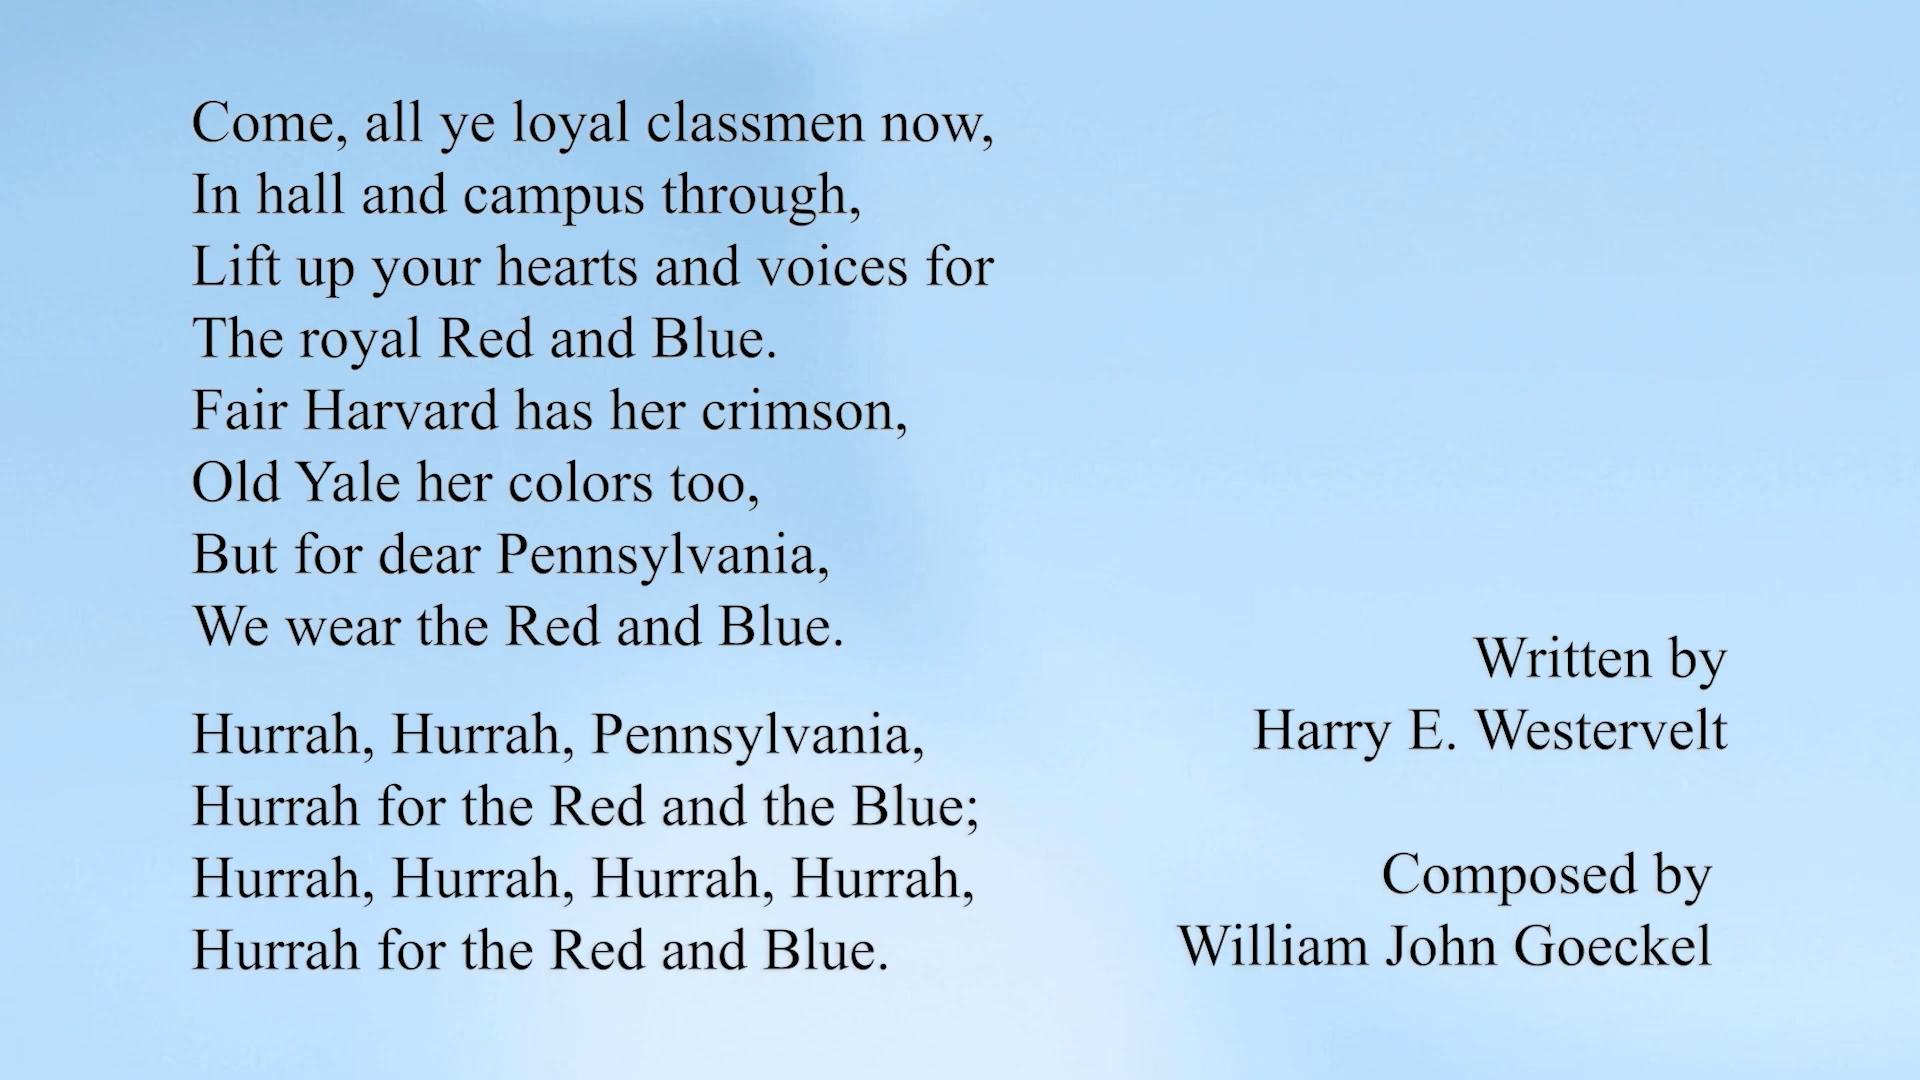 Come, all ye loyal classmen now,
In hall and campus through,
Lift up your hearts and voices for
The royal Red and Blue.
Fair Harvard has her crimson,
Old Yale her colors too,
But for dear Pennsylvania,
We wear the Red and Blue.
Hurrah, Hurrah, Pennsylvania,
Hurrah for the Red and the Blue;
Hurrah, Hurrah, Hurrah, Hurrah,
Hurrah for the Red and Blue.
Written by
Harry E. Westervelt
Composed by
William John Goeckel